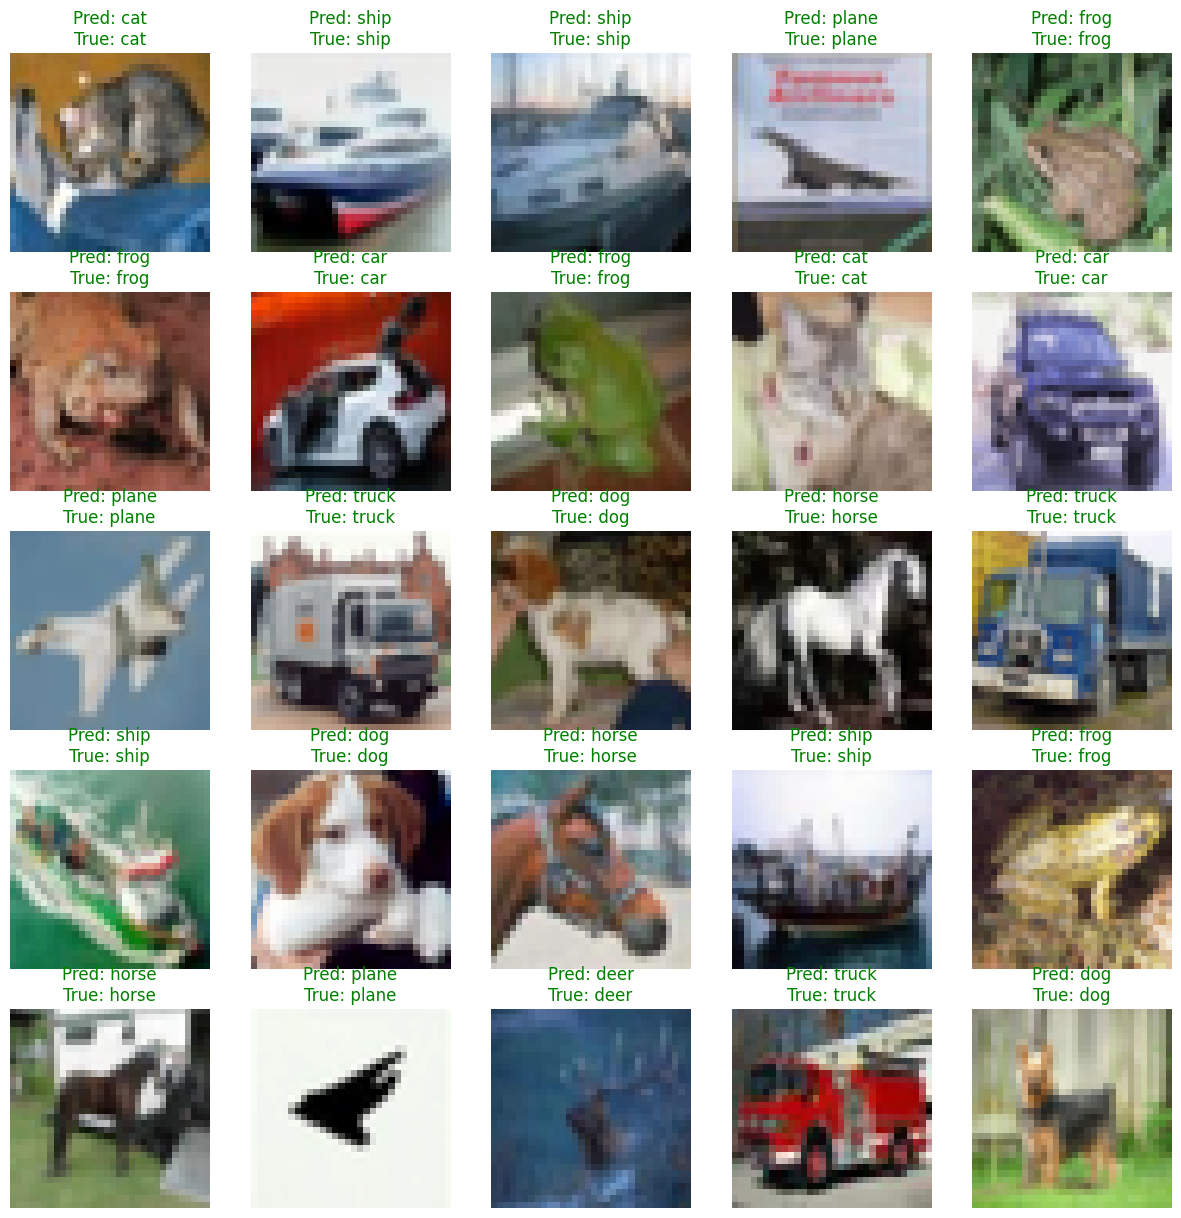 Pred: cat
True: cat
Pred: ship
True: ship
Pred: ship
True: ship
Pred: plane
True: plane
Pred: frog
True: frog
Pred: frog
True: frog
Pred: car
True: car
Pred: frog
True: frog
Pred: cat
True: cat
Pred: car
True: car
Pred: plane
True: plane
Pred: truck
True: truck
Pred: dog
True: dog
Pred: horse
True: horse
Pred: truck
True: truck
Pred: ship
True: ship
Pred: dog
True: dog
Pred: horse
True: horse
Pred: ship
True: ship
Pred: frog
True: frog
Pred: horse
True: horse
Pred: plane
True: plane
Pred: deer
True: deer
Pred: truck
True: truck
Pred: dog
True: dog